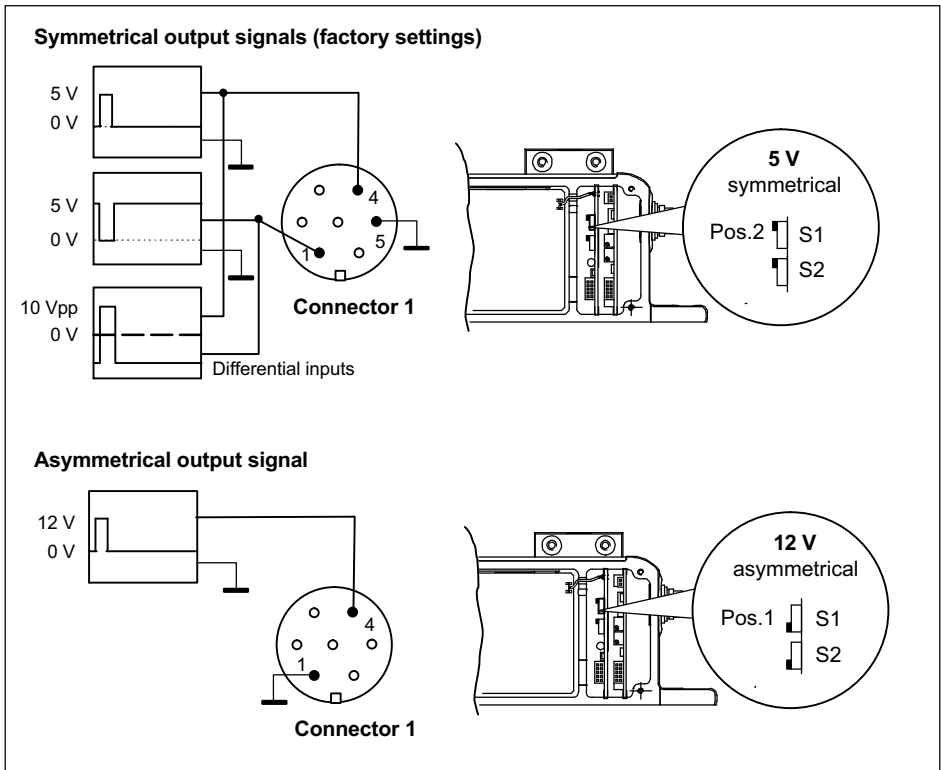 Symmetrical output signals (factory settings)
5 V
0 V
5 V
0 V
10 Vpp
0 V
Differential inputs
4
5
1
Connector 1
5 V
symmetrical
Pos.2
S1
S2
Asymmetrical output signal
12 V
0 V
4
1
Connector 1
12 V
asymmetrical
Pos.1
S1
S2